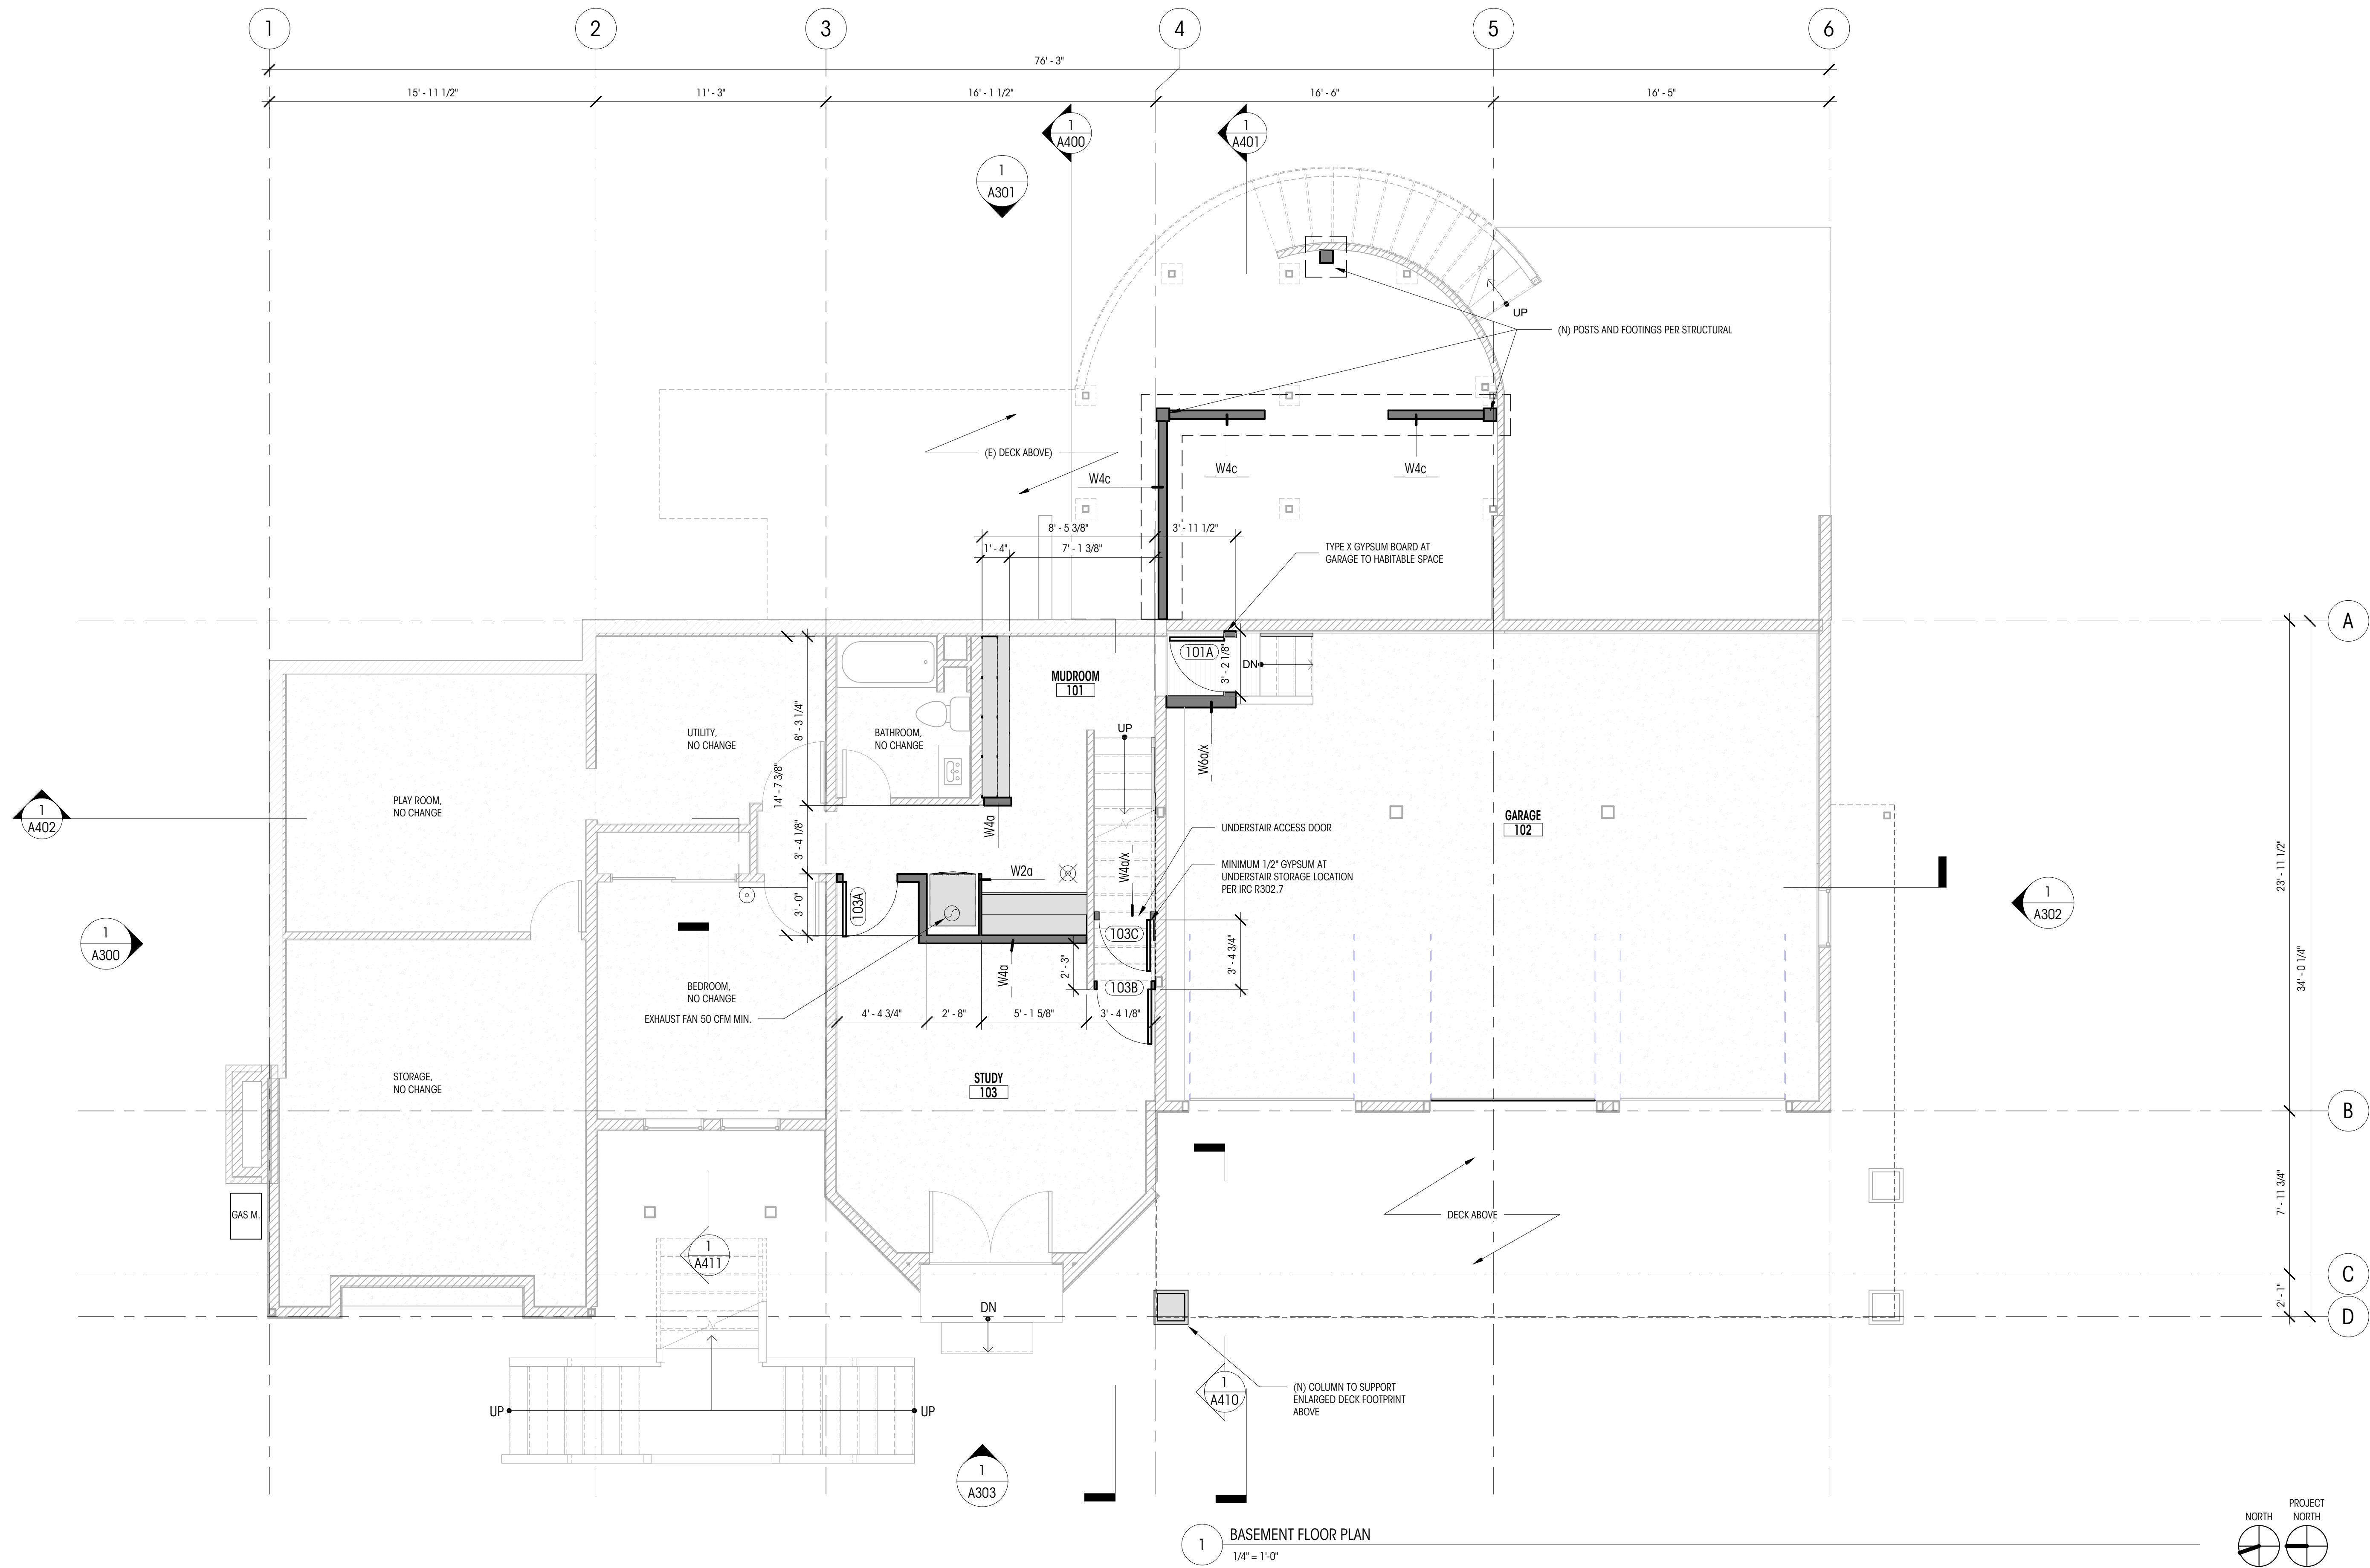 1
2
3
4
5
6
76' - 3"
15' - 11 1/2"
11' - 3"
16' - 1 1/2"
16' - 6"
16' - 5"
1
A400
1
A401
1
A301
UP
(N) POSTS AND FOOTINGS PER STRUCTURAL
(E) DECK ABOVE)
W4c
W4c
W4c
8' - 5 3/8"
3' - 11 1/2"
1' - 4"
7' - 1 3/8"
TYPE X GYPSUM BOARD AT
GARAGE TO HABITABLE SPACE
A
101A
3' - 2 1/8"
DN
MUDROOM
101
UTILITY,
NO CHANGE
8' - 3 1/4"
BATHROOM,
NO CHANGE
UP
W6a/x
14' - 7 3/8"
PLAY ROOM,
NO CHANGE
1
A402
GARAGE
102
W4a
UNDERSTAIR ACCESS DOOR
3' - 4 1/8"
W2a
W4a/x
MINIMUM 1/2" GYPSUM AT
UNDERSTAIR STORAGE LOCATION
PER IRC R302.7
23' - 11 1/2"
1
A302
3' - 0"
103A
1
A300
103C
3' - 4 3/4"
2' - 3"
W4a
34' - 0 1/4"
BEDROOM,
NO CHANGE
103B
EXHAUST FAN 50 CFM MIN.
4' - 4 3/4"
2' - 8"
5' - 1 5/8"
3' - 4 1/8"
STORAGE,
NO CHANGE
STUDY
103
B
GAS M.
DECK ABOVE
7' - 11 3/4"
1
A411
C
2' - 1"
DN
D
1
A410
(N) COLUMN TO SUPPORT
ENLARGED DECK FOOTPRINT
ABOVE
UP
UP
1
A303
1
BASEMENT FLOOR PLAN
1/4" = 1'-0"
NORTH
PROJECT
NORTH